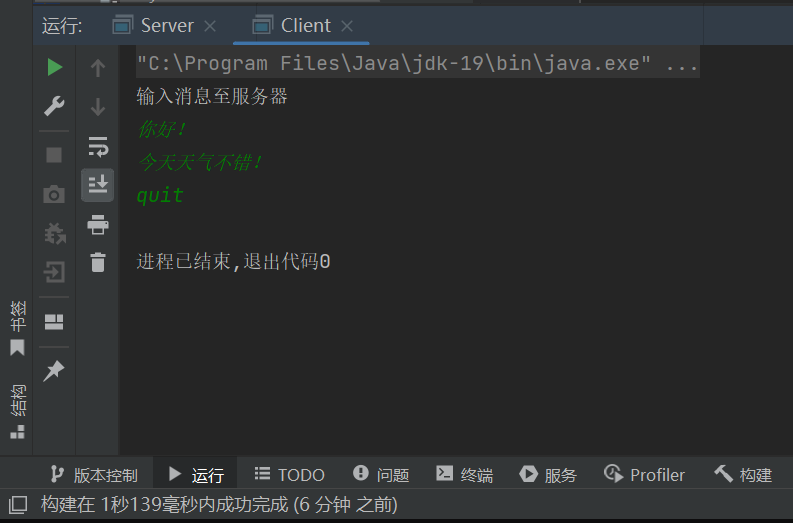 运行:
Server
Client
"C:\Program Files\Java\jdk-19\bin\java.exe" ...
输入消息至服务器
你好!
今天天气不错!
quit
进程已结束,退出代码0
书签
结构
版本控制
运行
TODO
问题
终端
服务
Profiler
构建
构建在 1秒139毫秒内成功完成 (6 分钟 之前)